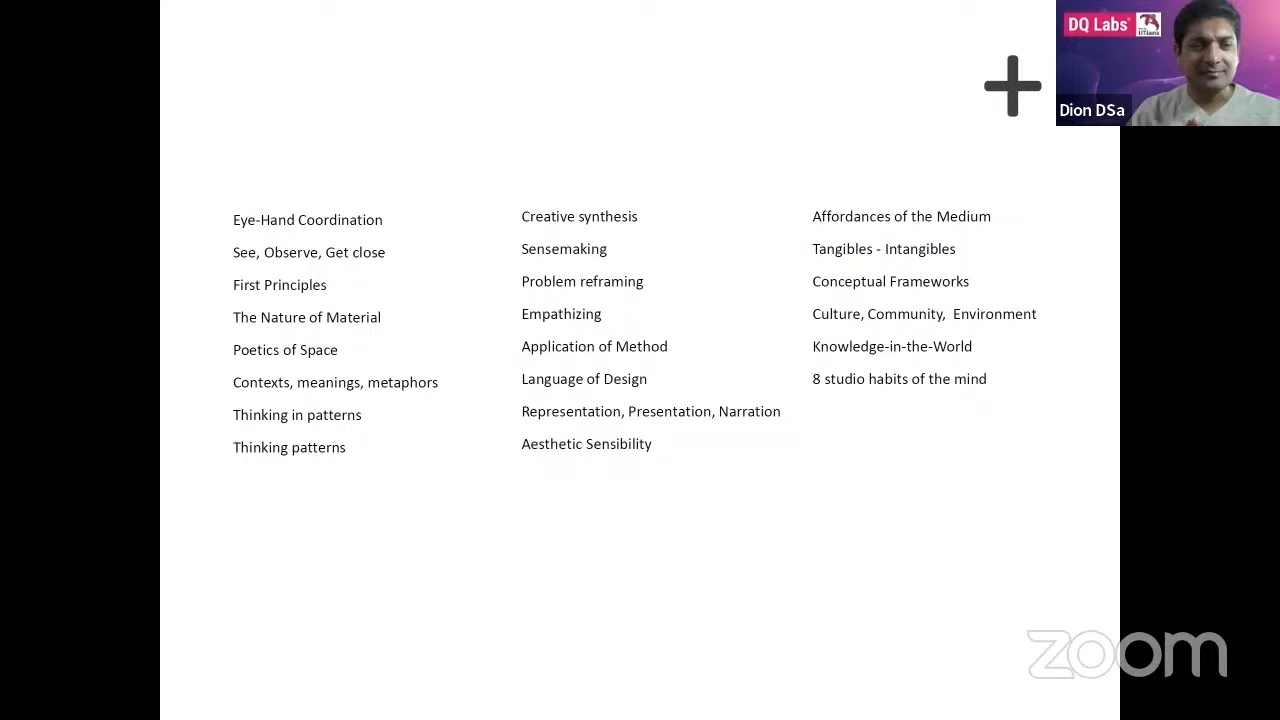 DQ Labs
IITians
Dion DSa
Eye-Hand Coordination
See, Observe, Get close
First Principles
The Nature of Material
Poetics of Space
Contexts, meanings, metaphors
Thinking in patterns
Thinking patterns
Creative synthesis
Sensemaking
Problem reframing
Empathizing
Application of Method
Language of Design
Representation, Presentation, Narration
Aesthetic Sensibility
Affordances of the Medium
Tangibles - Intangibles
Conceptual Frameworks
Culture, Community,  Environment
Knowledge-in-the-World
8 studio habits of the mind
zoom